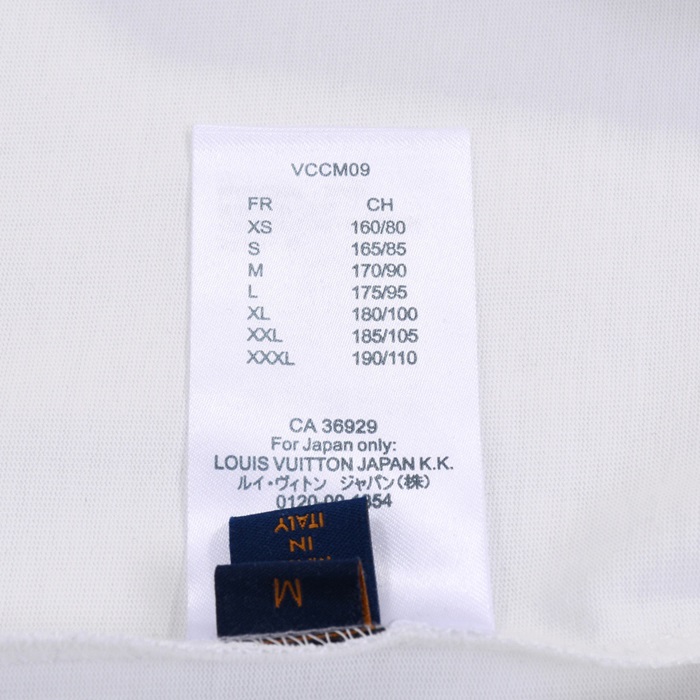 VCCM09
FR CH
XS 160/80
S 165/85
M 170/90
L 175/95
XL 180/100
XXL 185/105
XXXL 190/110
CA 36929
For Japan only:
LOUIS VUITTON JAPAN K.K.
ルイ・ヴィトン ジャパン(株)
IN
ITALY
M